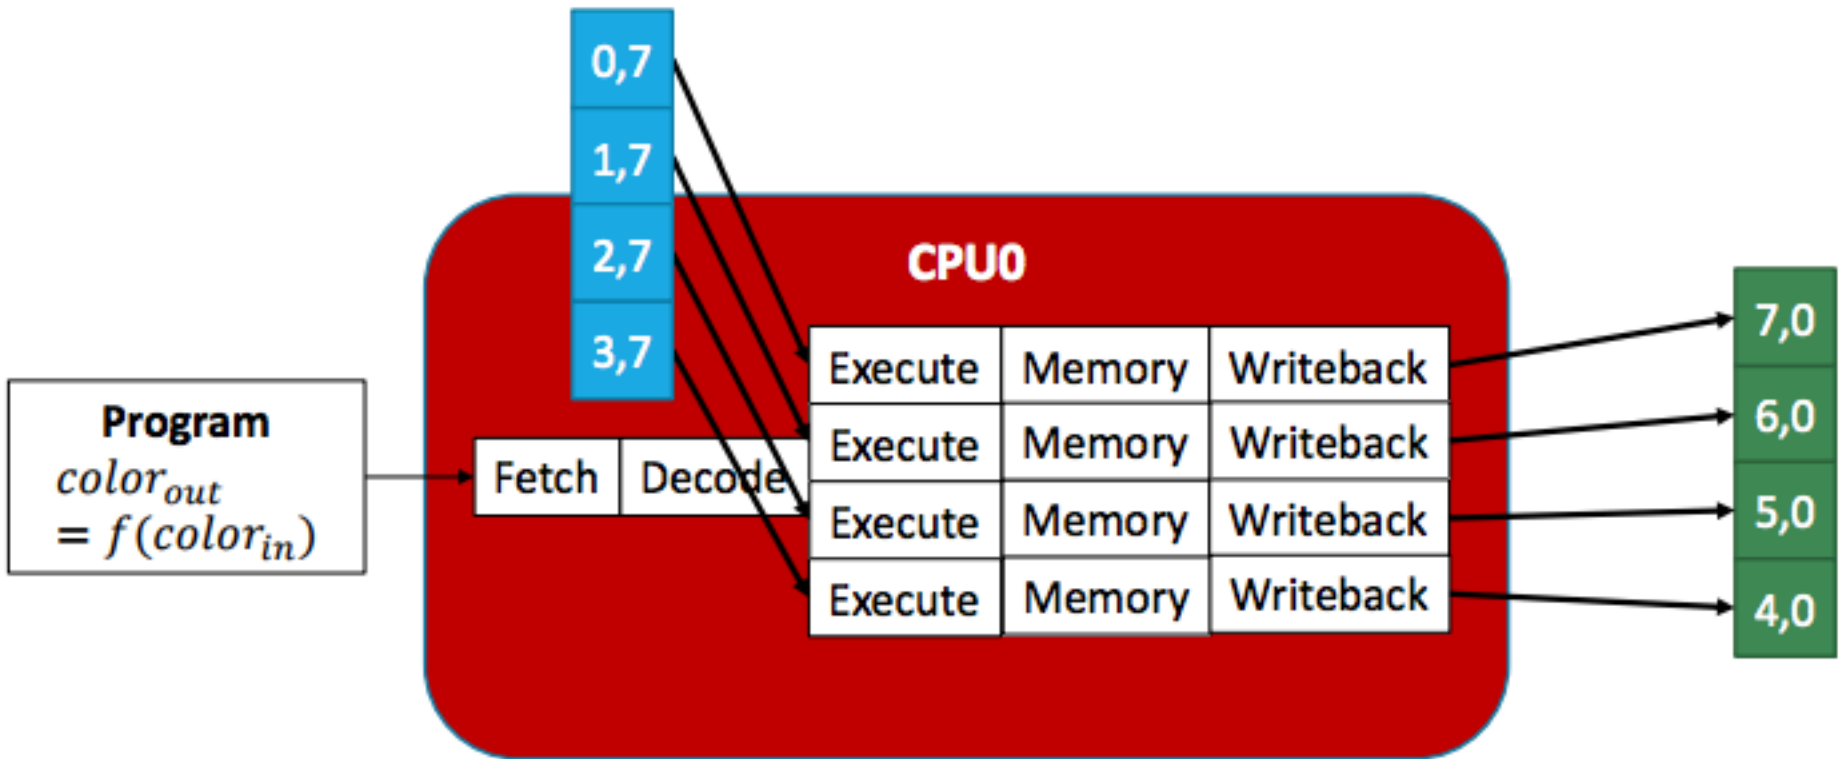 0,7
1,7
2,7
3,7
CPU0
Program
color_out
= f(color_in)
Fetch Decode
Execute Memory Writeback
Execute Memory Writeback
Execute Memory Writeback
Execute Memory Writeback
7,0
6,0
5,0
4,0